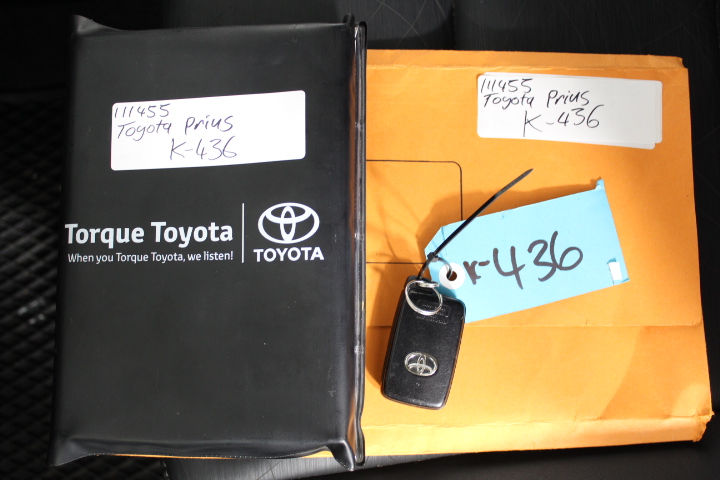 111455
Toyota Prius
K-436
Torque Toyota
When you Torque Toyota, we listen!
TOYOTA
111455
Toyota Prius
K-436
K-436